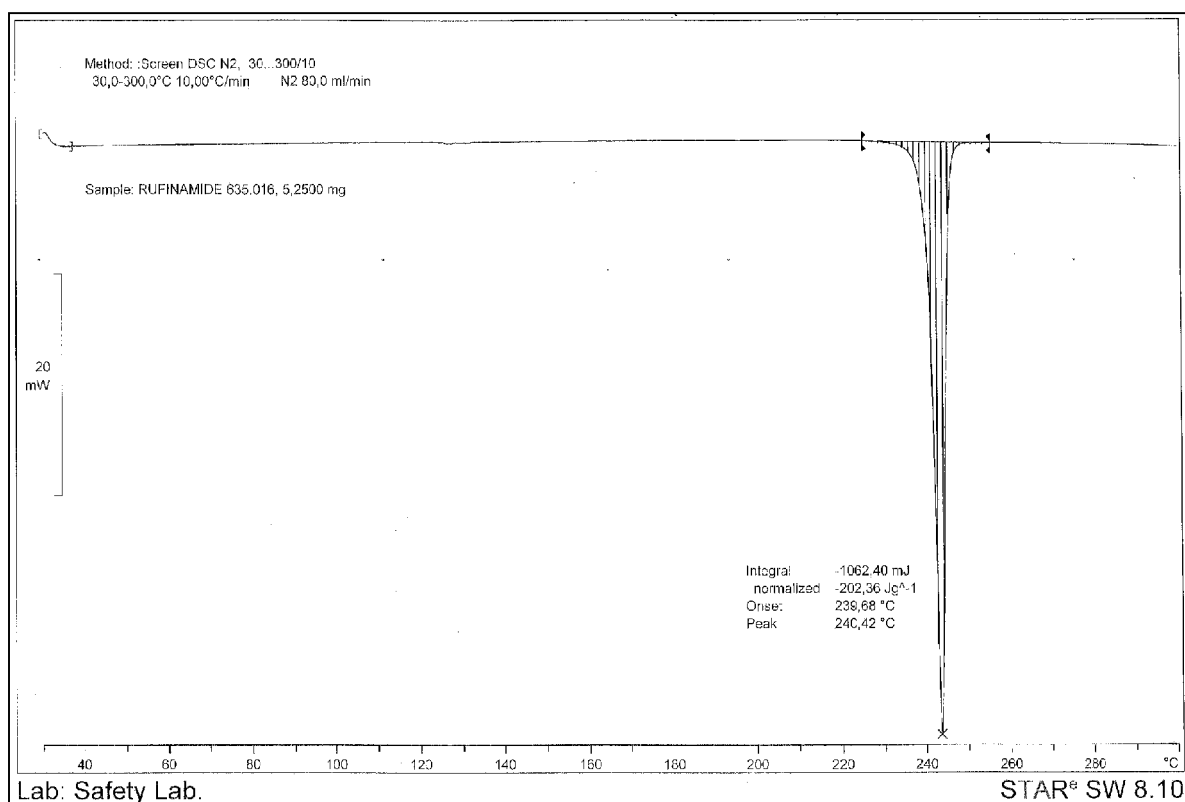 Method: :Screen DSC N2, 30...300/10
30,0-300,0°C 10,00°C/min N2 80,0 ml/min
Sample: RUFINAMIDE 635.016, 5,2500 mg
20
mW
Integral -1062,40 mJ
normalized -202,36 Jg^-1
Onset 239,68 °C
Peak 240,42 °C
40 60 80 100 120 140 160 180 200 220 240 260 280 °C
Lab: Safety Lab. STARe SW 8.10